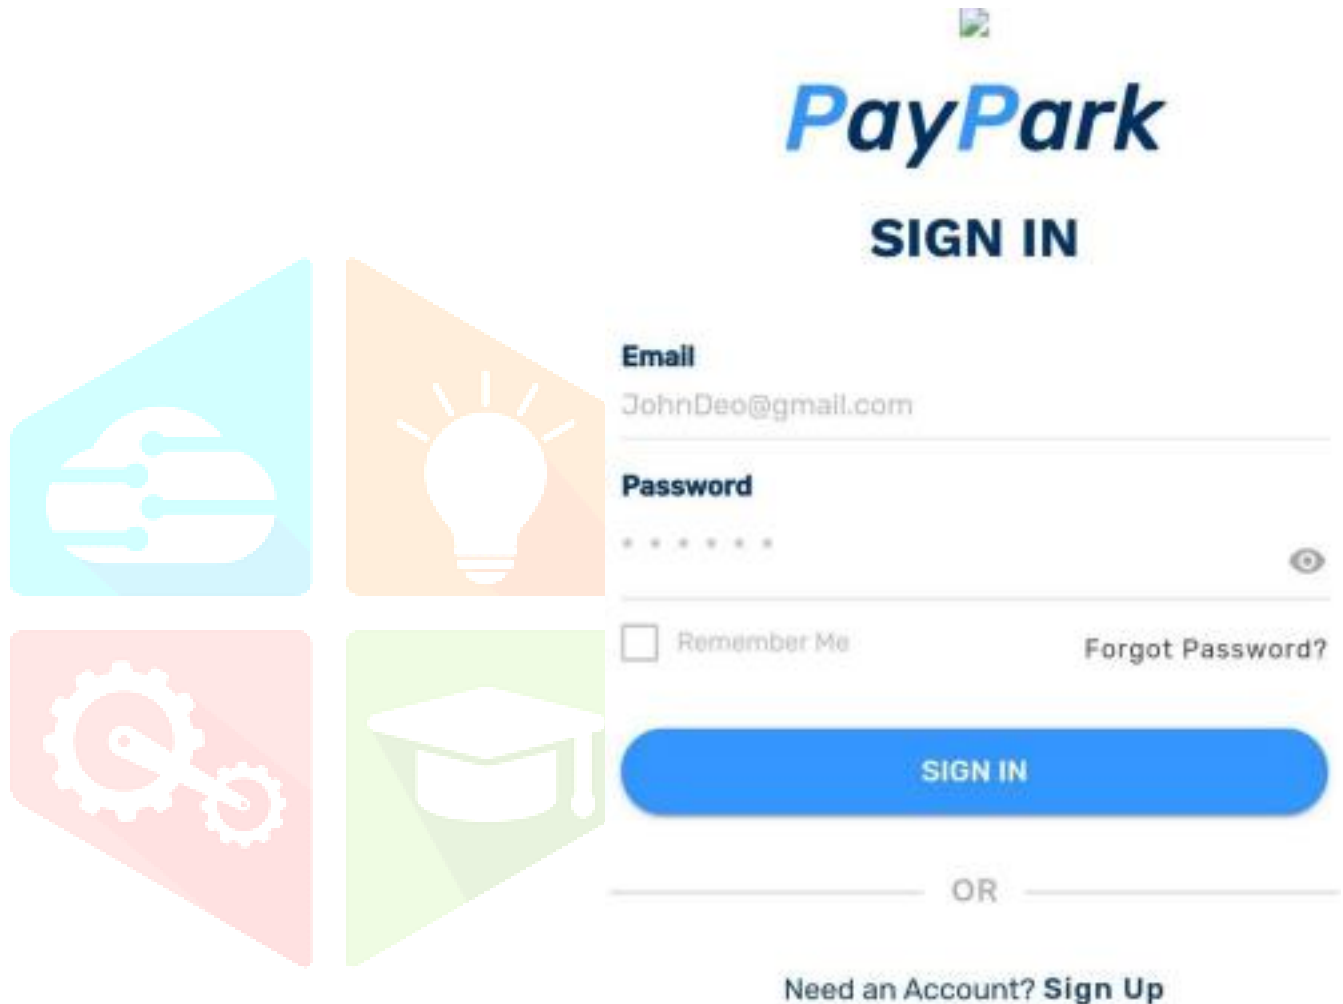 PayPark
SIGN IN
Email
JohnDeo@gmail.com
Password
Remember Me
Forgot Password?
SIGN IN
OR
Need an Account? Sign Up